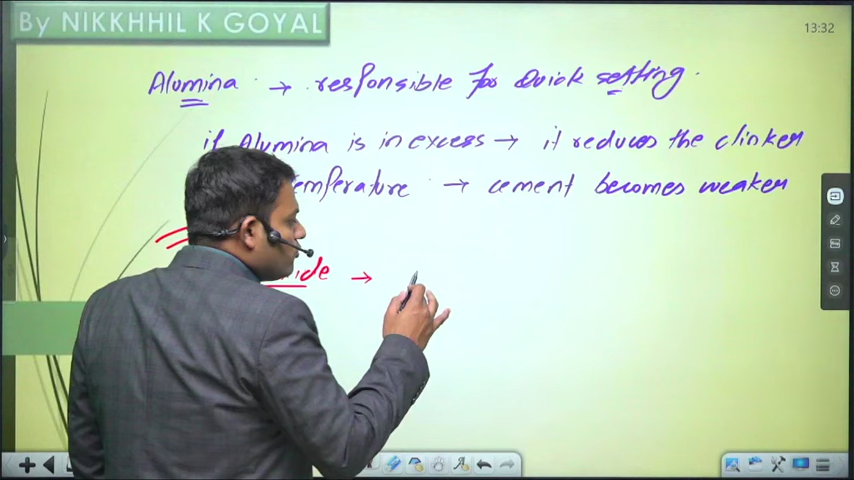 By NIKKHHIL K GOYAL
13:32
Alumina → responsible for Quick setting.
if Alumina is in excess → it reduces the clinker
temperature → cement becomes weaker
→